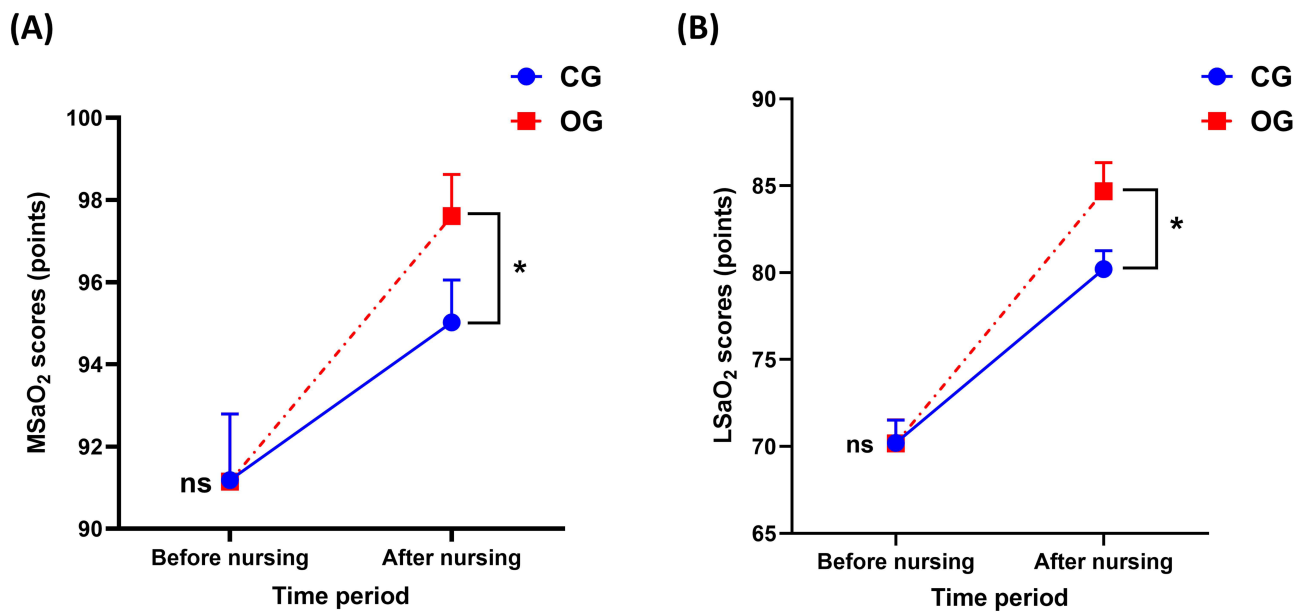 (A)
CG
OG
MSaO₂ scores (points)
100
98
96
94
92
90
ns
*
Before nursing
After nursing
Time period
(B)
CG
OG
LSaO₂ scores (points)
90
85
80
75
70
65
ns
*
Before nursing
After nursing
Time period